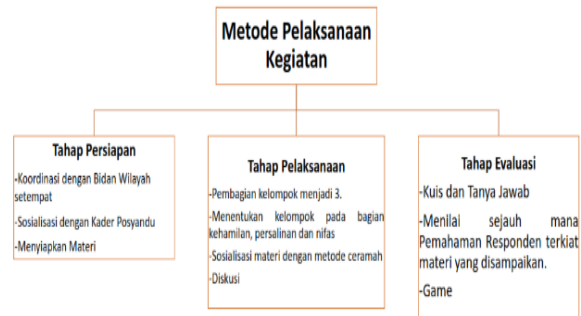 Metode Pelaksanaan
Kegiatan
Tahap Persiapan
-Koordinasi dengan Bidan Wilayah
setempat
-Sosialisasi dengan Kader Posyandu
-Menyiapkan Materi
Tahap Pelaksanaan
-Pembagian kelompok menjadi 3.
-Menentukan kelompok pada bagian
kehamilan, persalinan dan nifas
-Sosialisasi materi dengan metode ceramah
-Diskusi
Tahap Evaluasi
-Kuis dan Tanya Jawab
-Menilai sejauh mana
Pemahaman Responden terkiat
materi yang disampaikan.
-Game